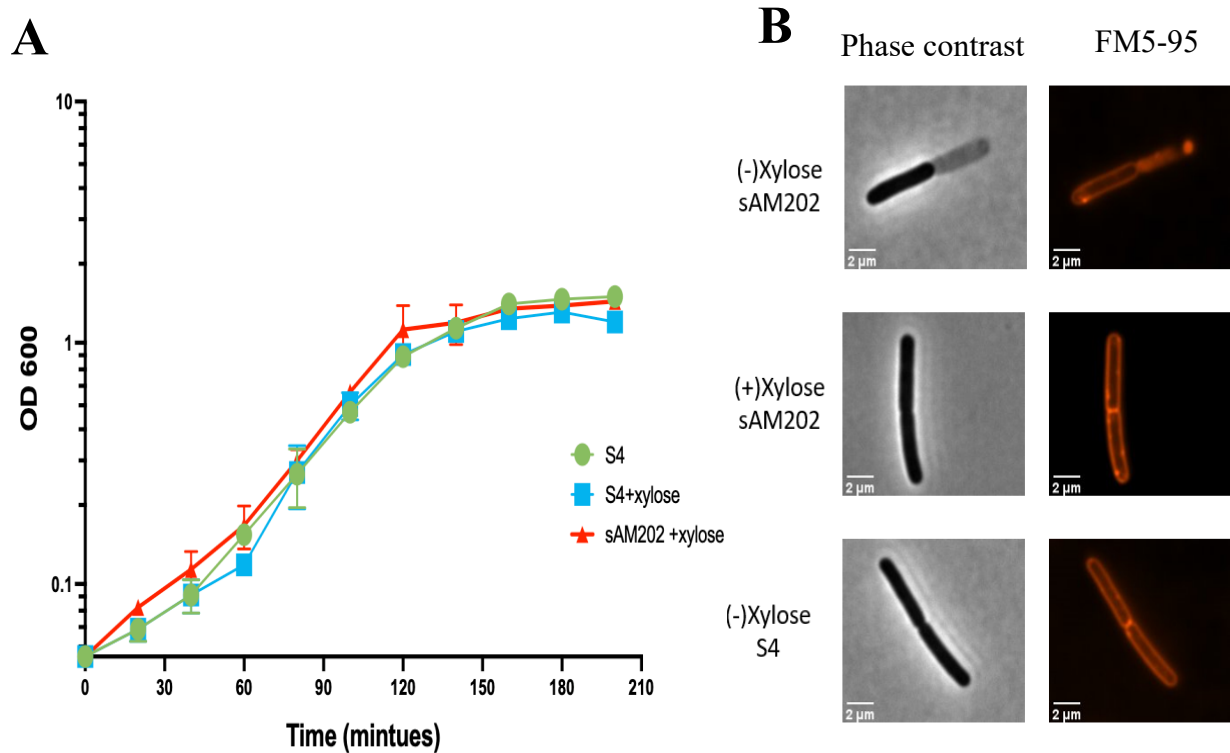 A
10
1
0.1
OD 600
0
30
60
90
120
150
180
210
Time (mintues)
S4
S4+xylose
sAM202 +xylose
B
Phase contrast
FM5-95
(-)Xylose
sAM202
2 µm
2 µm
(+)Xylose
sAM202
2 µm
2 µm
(-)Xylose
S4
2 µm
2 µm